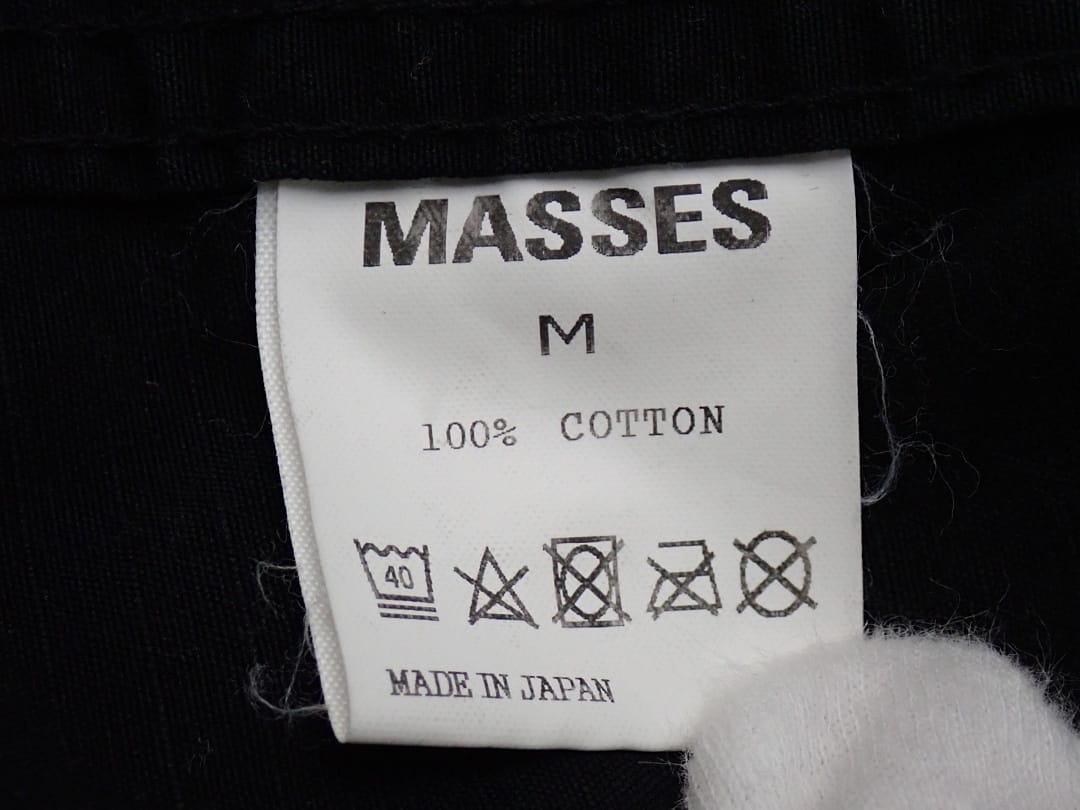 MASSES
M
100% COTTON
40
MADE IN JAPAN